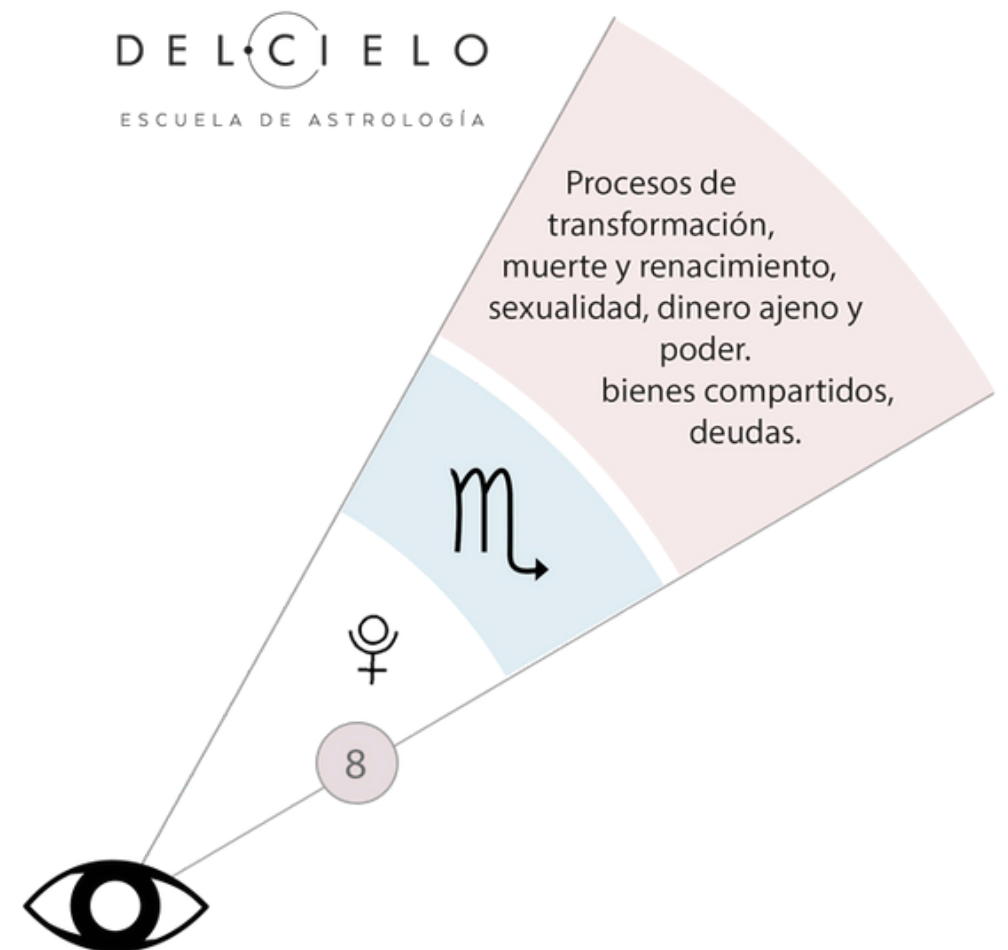 DEL CIELO
ESCUELA DE ASTROLOGÍA
Procesos de
transformación,
muerte y renacimiento,
sexualidad, dinero ajeno y
poder.
bienes compartidos,
deudas.
♏
♇
8